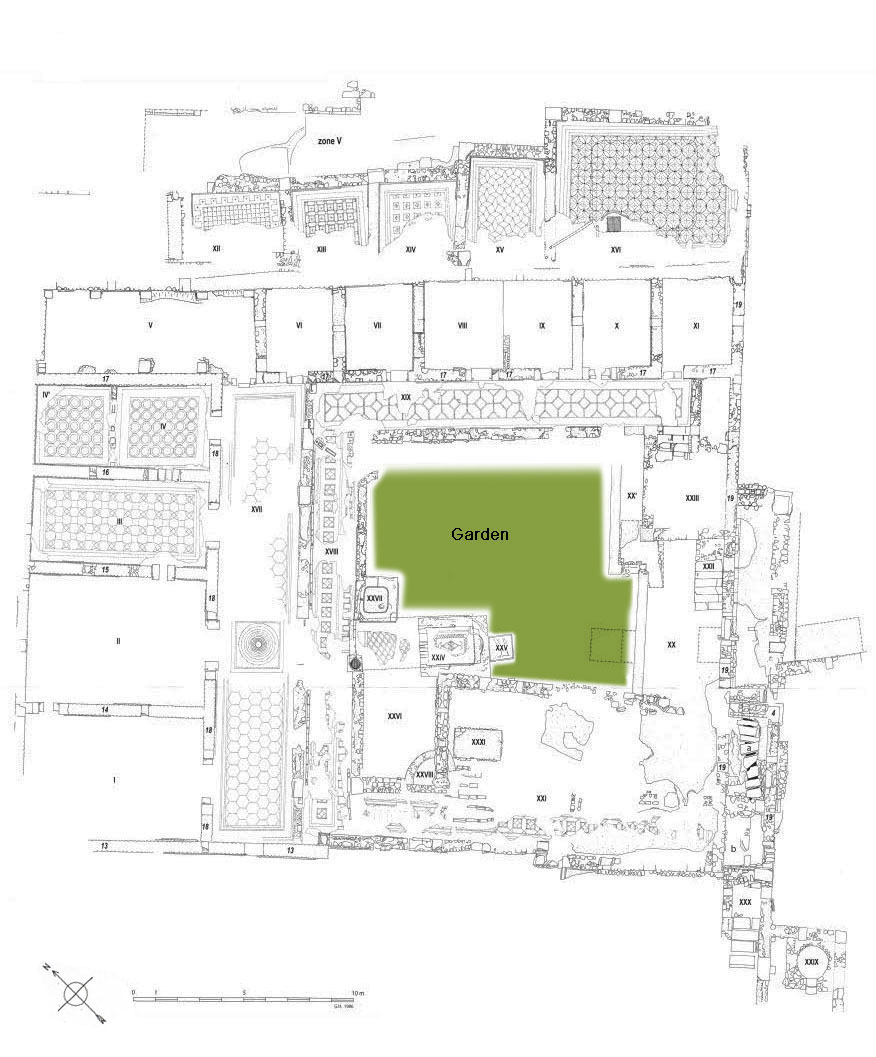 zone V
XII
XIII
XIV
XV
XVI
19
V
VI
VII
VIII
IX
X
XI
17
17
17
17
17
17
IV'
IV
XIX
18
16
XVII
III
XVIII
Garden
XX'
XXIII
19
15
XXII
18
XXVII
II
XXIV
XXV
XX
19
14
18
XXVI
XXXI
XXVIII
XXI
4
a
19
I
18
19'
b
13
13
XXX
XXIX
N
0 1 5 10 m